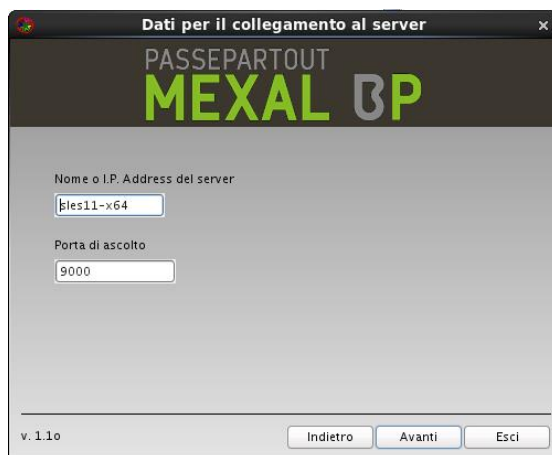 Dati per il collegamento al server
PASSEPARTOUT
MEXAL BP
Nome o I.P. Address del server
sles11-x64
Porta di ascolto
9000
v. 1.1o
Indietro
Avanti
Esci